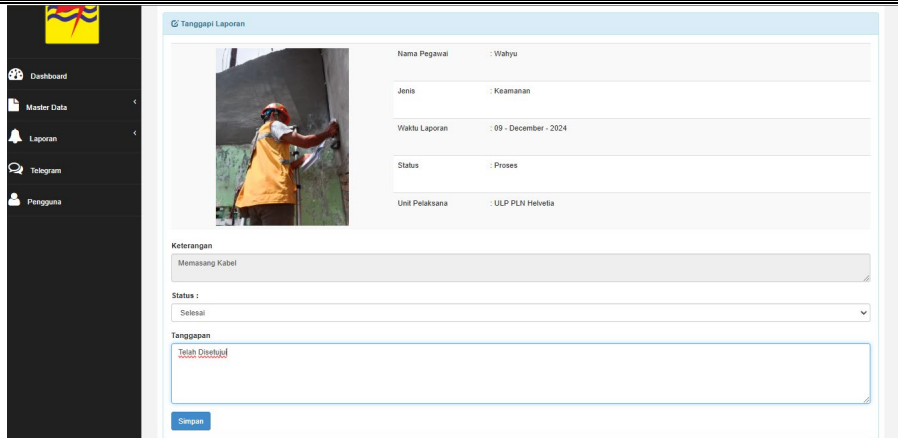 Tanggapi Laporan
Dashboard
Master Data
Laporan
Telegram
Pengguna
Nama Pegawai : Wahyu
Jenis : Keamanan
Waktu Laporan : 09 - December - 2024
Status : Proses
Unit Pelaksana : ULP PLN Helvetia
Keterangan
Memasang Kabel
Status :
Selesai
Tanggapan
Telah Disetujui
Simpan